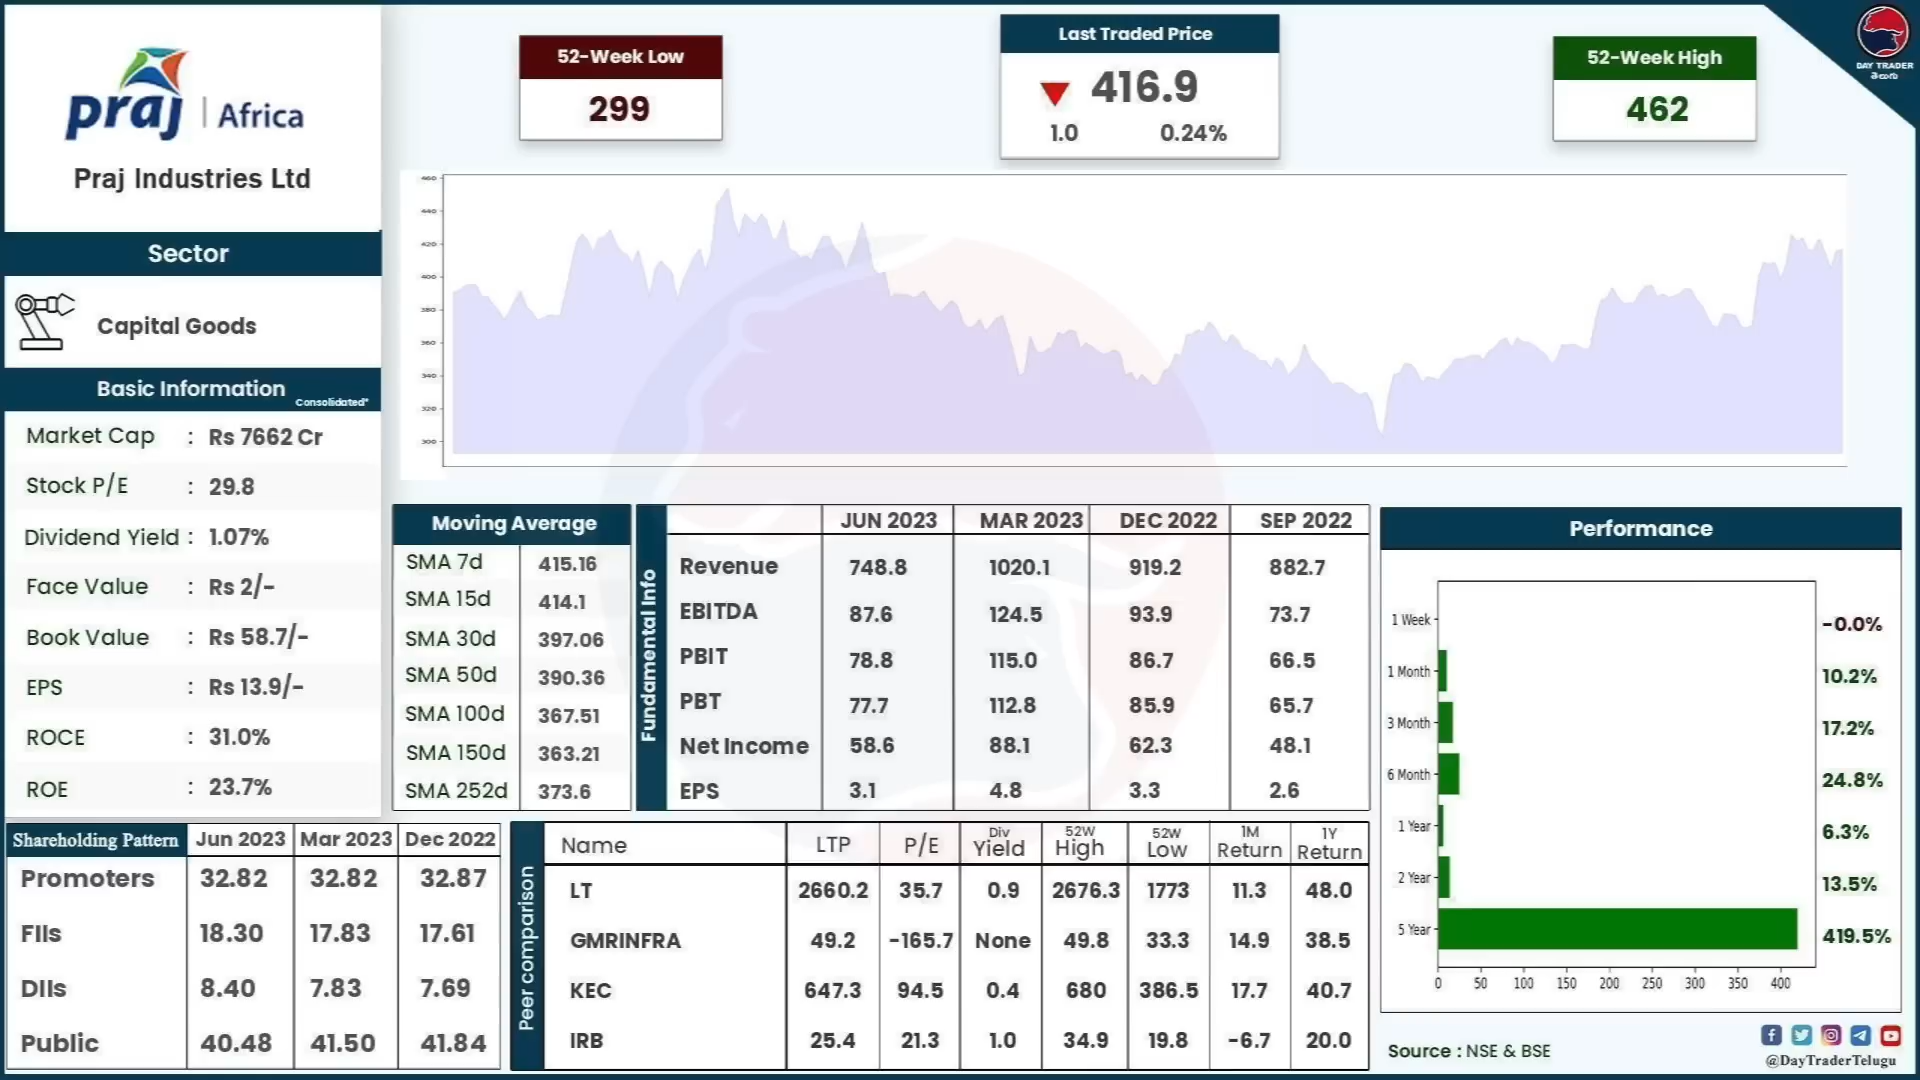 praj | Africa
Praj Industries Ltd
52-Week Low
299
Last Traded Price
416.9
1.0 0.24%
52-Week High
462
DAY TRADER
తెలుగు
Sector
Capital Goods
Basic Information
Consolidated*
Market Cap : Rs 7662 Cr
Stock P/E : 29.8
Dividend Yield : 1.07%
Face Value : Rs 2/-
Book Value : Rs 58.7/-
EPS : Rs 13.9/-
ROCE : 31.0%
ROE : 23.7%
460
440
420
400
380
360
340
320
300
Moving Average
SMA 7d 415.16
SMA 15d 414.1
SMA 30d 397.06
SMA 50d 390.36
SMA 100d 367.51
SMA 150d 363.21
SMA 252d 373.6
Fundamental Info
JUN 2023 MAR 2023 DEC 2022 SEP 2022
Revenue 748.8 1020.1 919.2 882.7
EBITDA 87.6 124.5 93.9 73.7
PBIT 78.8 115.0 86.7 66.5
PBT 77.7 112.8 85.9 65.7
Net Income 58.6 88.1 62.3 48.1
EPS 3.1 4.8 3.3 2.6
Performance
1 Week -0.0%
1 Month 10.2%
3 Month 17.2%
6 Month 24.8%
1 Year 6.3%
2 Year 13.5%
5 Year 419.5%
0 50 100 150 200 250 300 350 400
Shareholding Pattern Jun 2023 Mar 2023 Dec 2022
Promoters 32.82 32.82 32.87
FIIs 18.30 17.83 17.61
DIIs 8.40 7.83 7.69
Public 40.48 41.50 41.84
Peer comparison
Name LTP P/E Div Yield 52W High 52W Low 1M Return 1Y Return
LT 2660.2 35.7 0.9 2676.3 1773 11.3 48.0
GMRINFRA 49.2 -165.7 None 49.8 33.3 14.9 38.5
KEC 647.3 94.5 0.4 680 386.5 17.7 40.7
IRB 25.4 21.3 1.0 34.9 19.8 -6.7 20.0
Source : NSE & BSE
@DayTraderTelugu